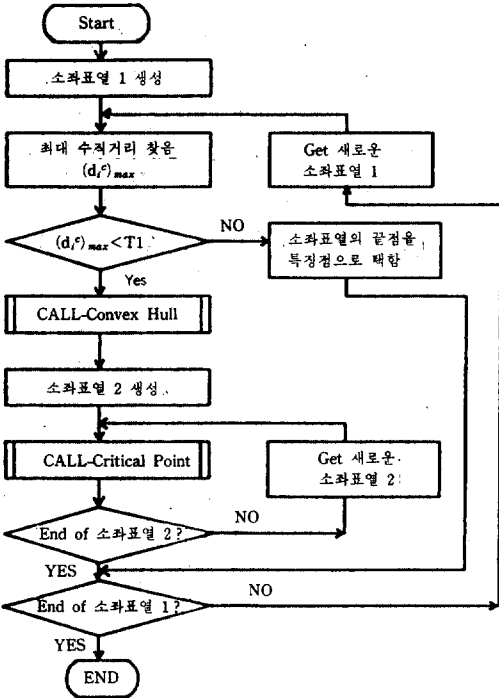 Start
소좌표열 1 생성
최대 수직거리 찾음
(dᵢᶜ)max
Get 새로운
소좌표열 1
(dᵢᶜ)max<T1
NO
소좌표열의 끝점을
특징점으로 택함
Yes
CALL-Convex Hull
소좌표열 2 생성
CALL-Critical Point
Get 새로운
소좌표열 2
End of 소좌표열 2?
NO
YES
End of 소좌표열 1?
NO
YES
END